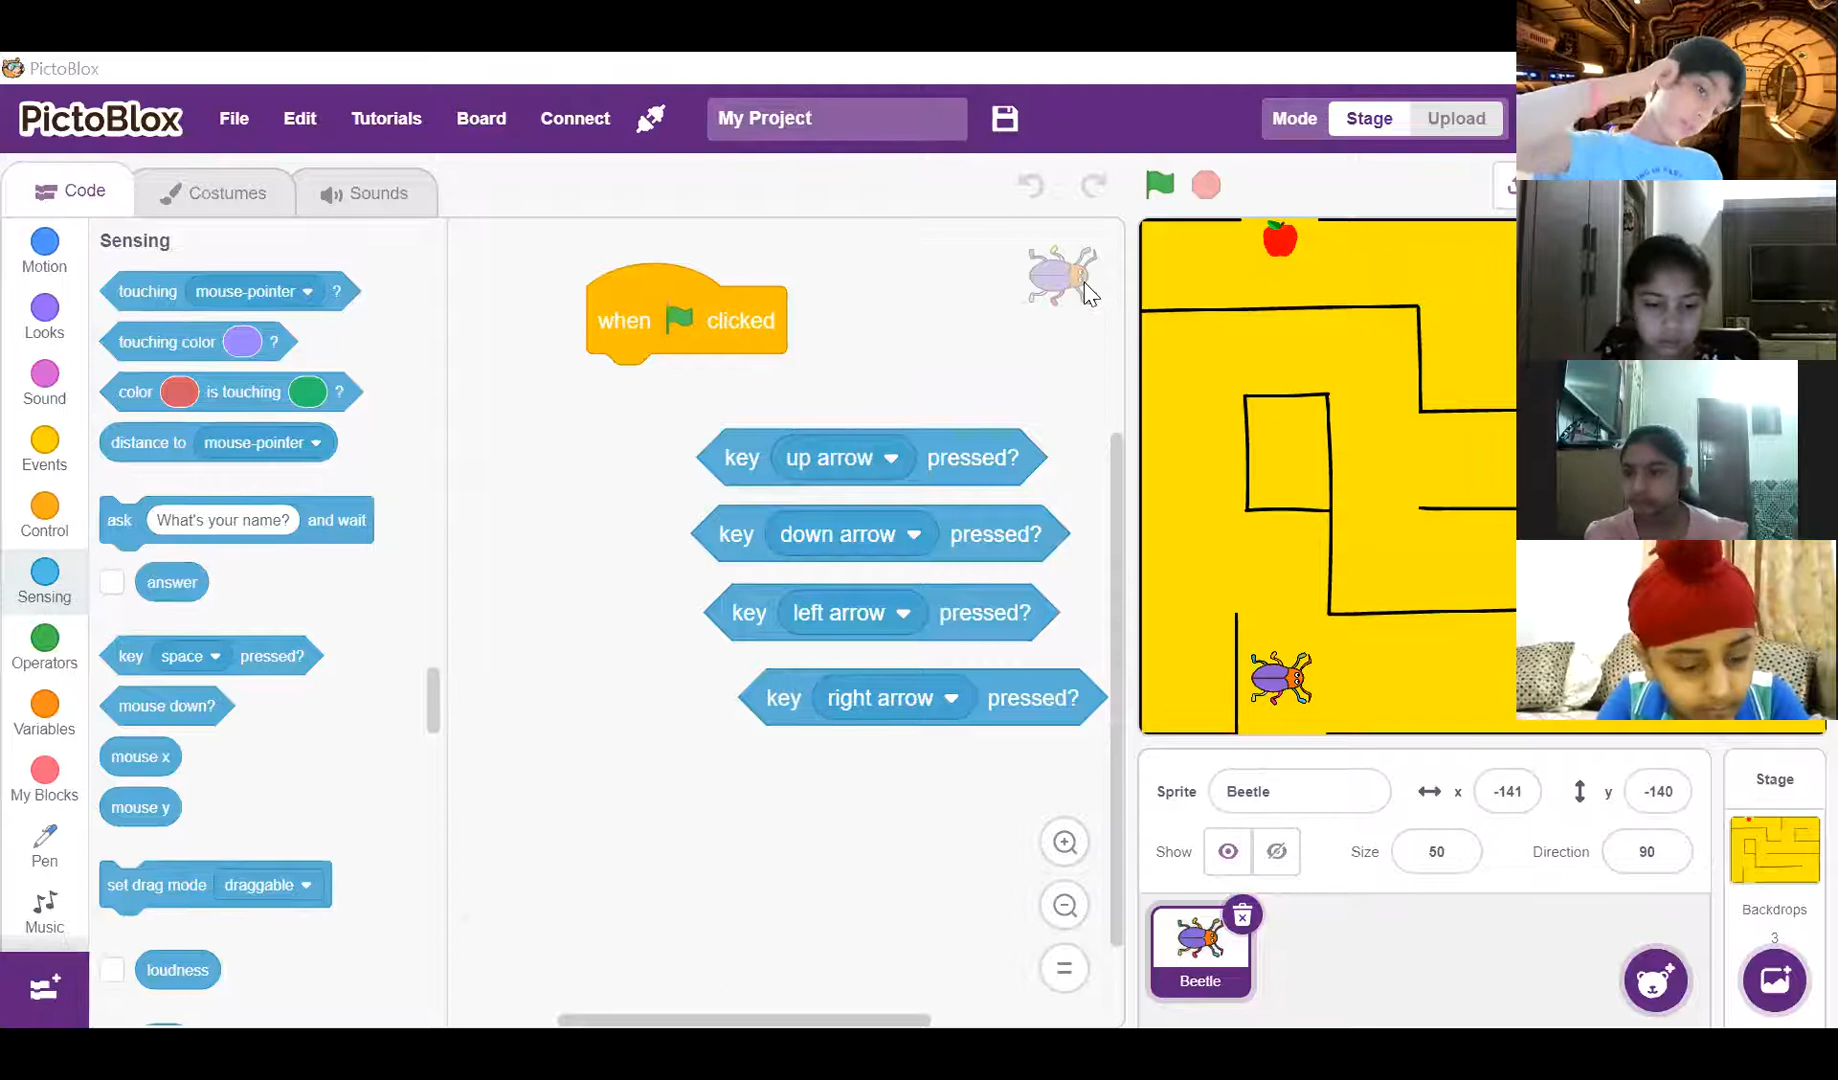 PictoBlox
PictoBlox File Edit Tutorials Board Connect My Project Mode Stage Upload
Code Costumes Sounds
Motion
Looks
Sound
Events
Control
Sensing
Operators
Variables
My Blocks
Pen
Music
Sensing
touching mouse-pointer ?
touching color ?
color is touching ?
distance to mouse-pointer
ask What's your name? and wait
answer
key space pressed?
mouse down?
mouse x
mouse y
set drag mode draggable
loudness
when clicked
key up arrow pressed?
key down arrow pressed?
key left arrow pressed?
key right arrow pressed?
Sprite Beetle x -141 y -140
Show Size 50 Direction 90
Beetle
Stage
Backdrops
3